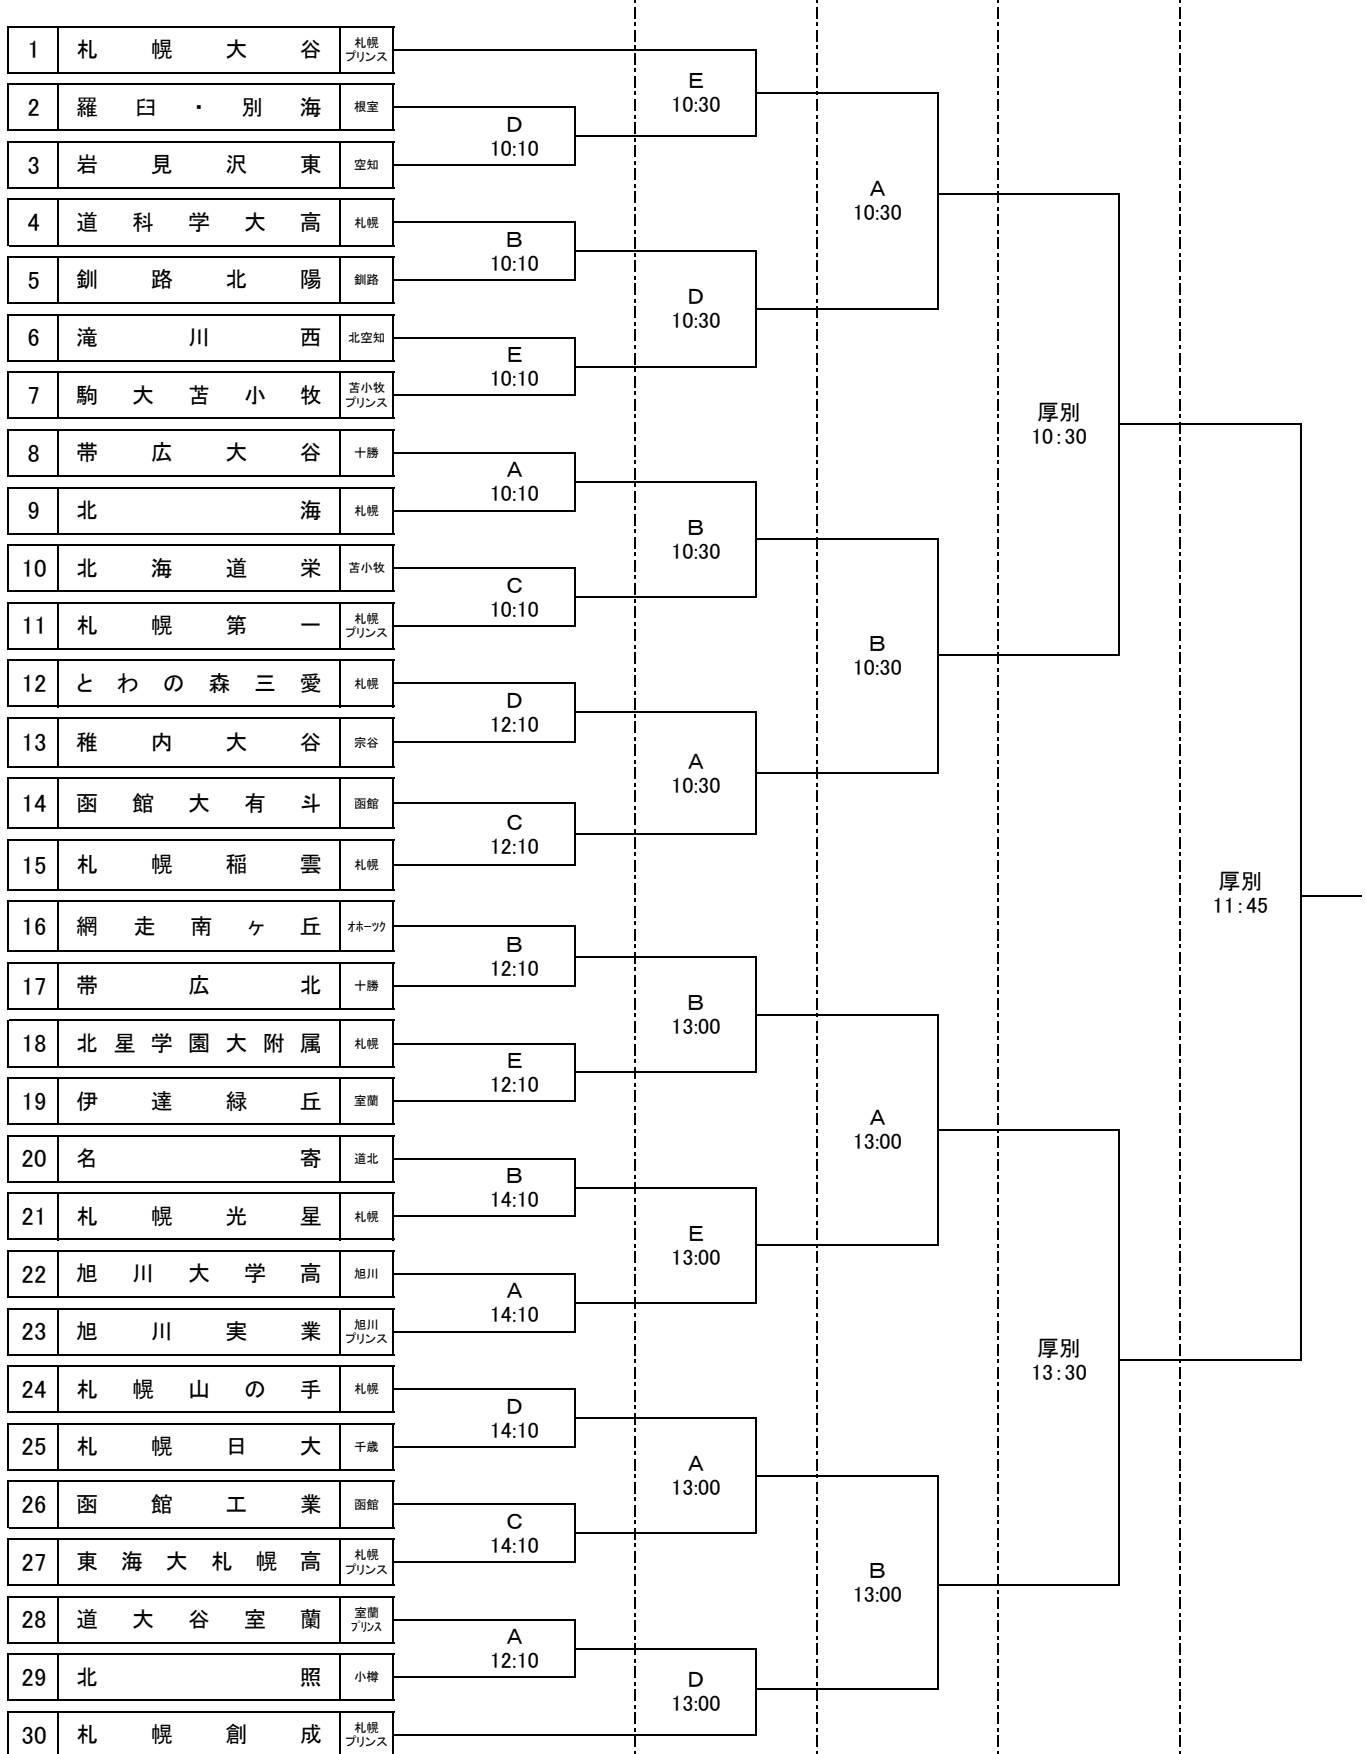 1 札幌大谷 札幌プリンス
2 羅臼・別海 根室
3 岩見沢東 空知
4 道科学大高 札幌
5 釧路北陽 釧路
6 滝川西 北空知
7 駒大苫小牧 苫小牧プリンス
8 帯広大谷 十勝
9 北海 札幌
10 北海道栄 苫小牧
11 札幌第一 札幌プリンス
12 とわの森三愛 札幌
13 稚内大谷 宗谷
14 函館大有斗 函館
15 札幌稲雲 札幌
16 網走南ヶ丘 オホーツク
17 帯広北 十勝
18 北星学園大附属 札幌
19 伊達緑丘 室蘭
20 名寄 道北
21 札幌光星 札幌
22 旭川大学高 旭川
23 旭川実業 旭川プリンス
24 札幌山の手 札幌
25 札幌日大 千歳
26 函館工業 函館
27 東海大札幌高 札幌プリンス
28 道大谷室蘭 室蘭プリンス
29 北照 小樽
30 札幌創成 札幌プリンス
D
10:10
B
10:10
E
10:10
A
10:10
C
10:10
D
12:10
C
12:10
B
12:10
E
12:10
B
14:10
A
14:10
D
14:10
C
14:10
A
12:10
E
10:30
D
10:30
B
10:30
A
10:30
B
13:00
E
13:00
A
13:00
D
13:00
A
10:30
B
10:30
A
13:00
B
13:00
厚別
10:30
厚別
13:30
厚別
11:45